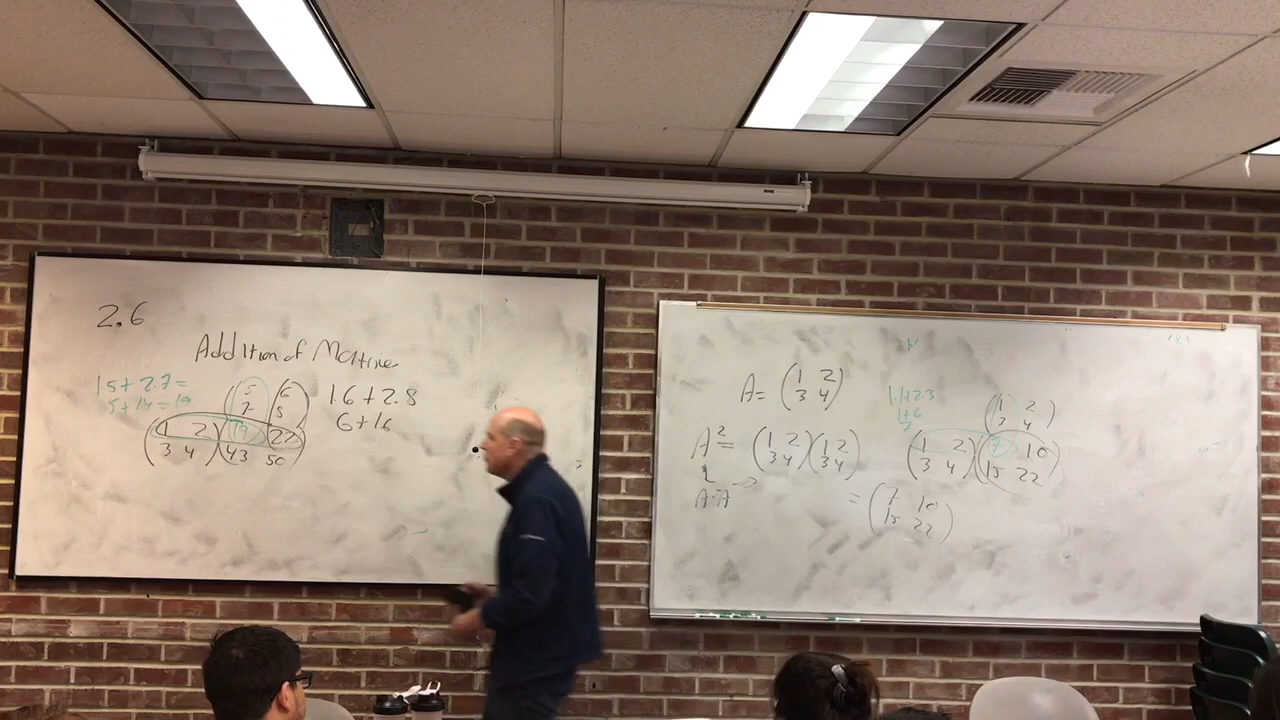 2.6
Addition of Matrices
1.5 + 2.7 =
5 + 14 = 19
5 6
7 8
1 2 19 22
3 4 43 50
1.6 + 2.8
6 + 16
A = (1 2
3 4)
A² = (1 2 (1 2
3 4) 3 4)
A·A
= (7 10
15 22)
1.1+2.3
1+6
7
1 2
3 4
1 2 7 10
3 4 15 22